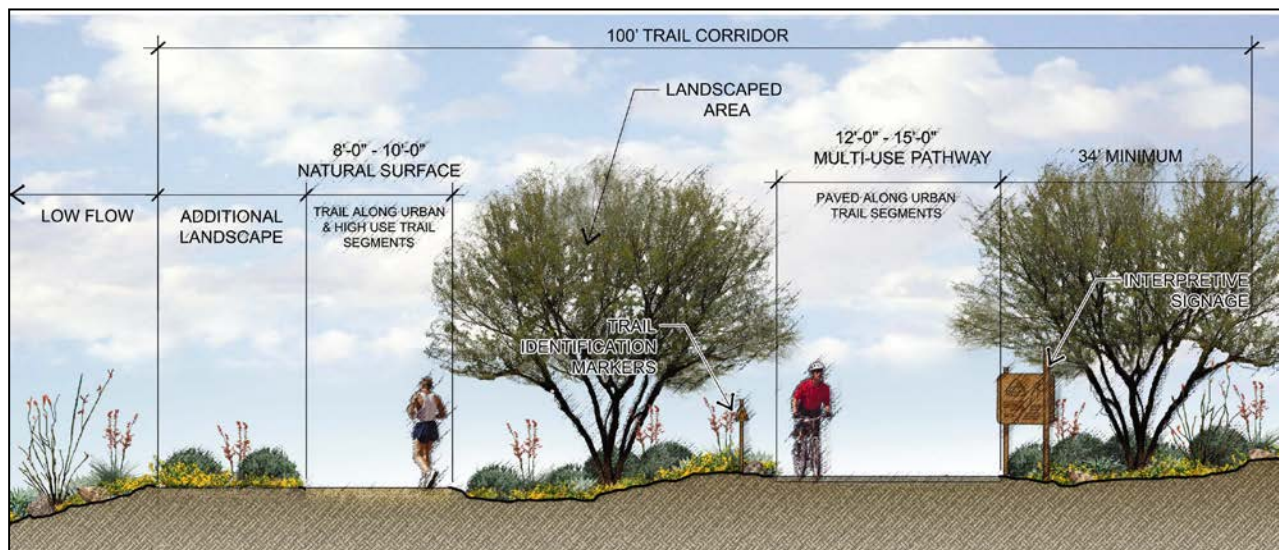 100' TRAIL CORRIDOR
LANDSCAPED
AREA
8'-0" - 10'-0"
NATURAL SURFACE
12'-0" - 15'-0"
MULTI-USE PATHWAY
34' MINIMUM
LOW FLOW
ADDITIONAL
LANDSCAPE
TRAIL ALONG URBAN
& HIGH USE TRAIL
SEGMENTS
PAVED ALONG URBAN
TRAIL SEGMENTS
INTERPRETIVE
SIGNAGE
TRAIL
IDENTIFICATION
MARKERS